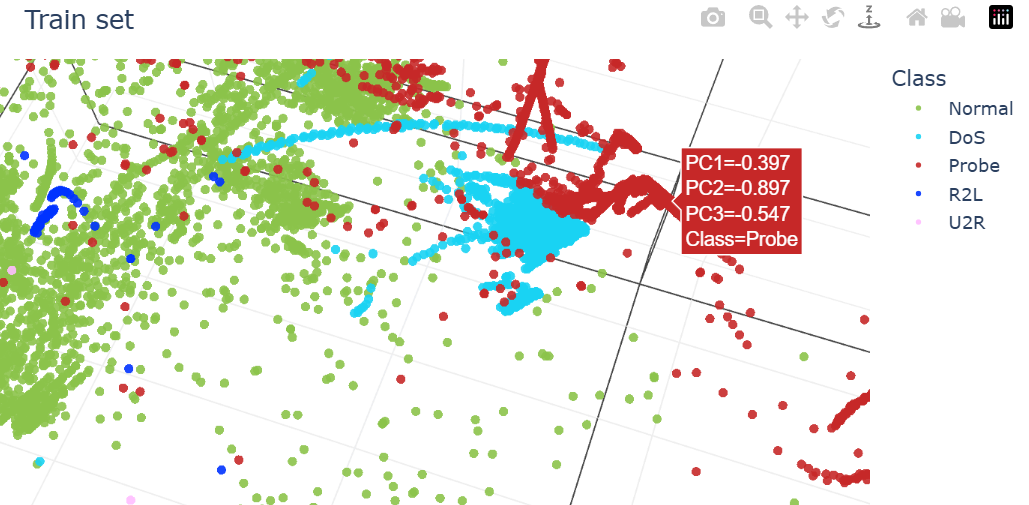 Train set
Z
Class
Normal
DoS
Probe
R2L
U2R
PC1=-0.397
PC2=-0.897
PC3=-0.547
Class=Probe